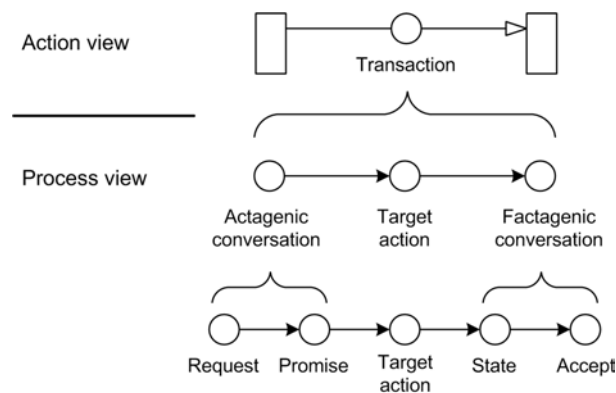 Action view
Transaction
Process view
Actagenic
conversation
Target
action
Factagenic
conversation
Request
Promise
Target
action
State
Accept